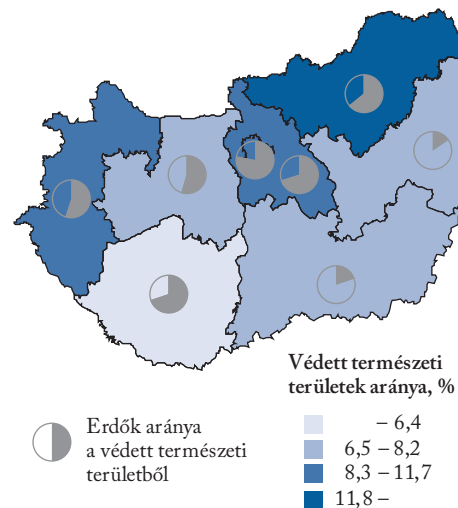 Védett természeti
területek aránya, %
– 6,4
6,5 – 8,2
8,3 – 11,7
11,8 –
Erdők aránya
a védett természeti
területből